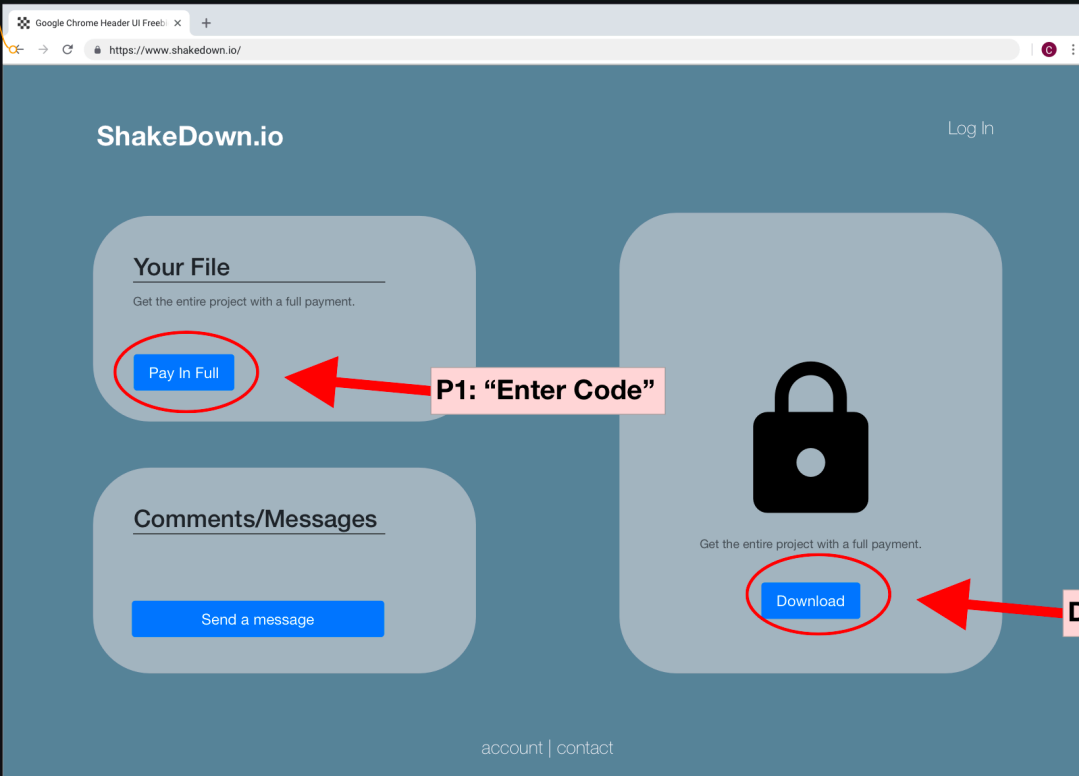 Google Chrome Header UI Freebi
https://www.shakedown.io/
C
ShakeDown.io
Log In
Your File
Get the entire project with a full payment.
Pay In Full
P1: “Enter Code”
Comments/Messages
Send a message
Get the entire project with a full payment.
Download
account | contact